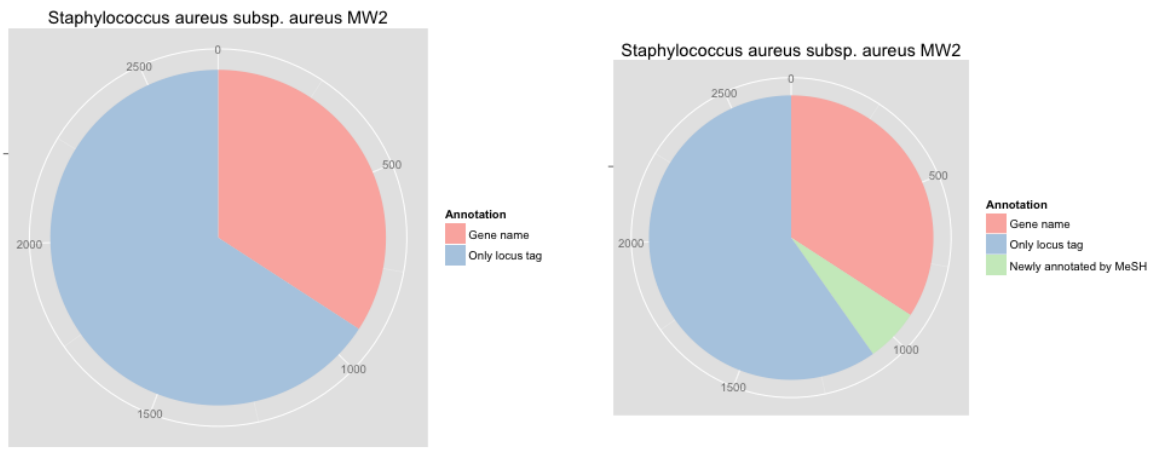 Staphylococcus aureus subsp. aureus MW2
0
500
1000
1500
2000
2500
Annotation
Gene name
Only locus tag
Staphylococcus aureus subsp. aureus MW2
0
500
1000
1500
2000
2500
Annotation
Gene name
Only locus tag
Newly annotated by MeSH